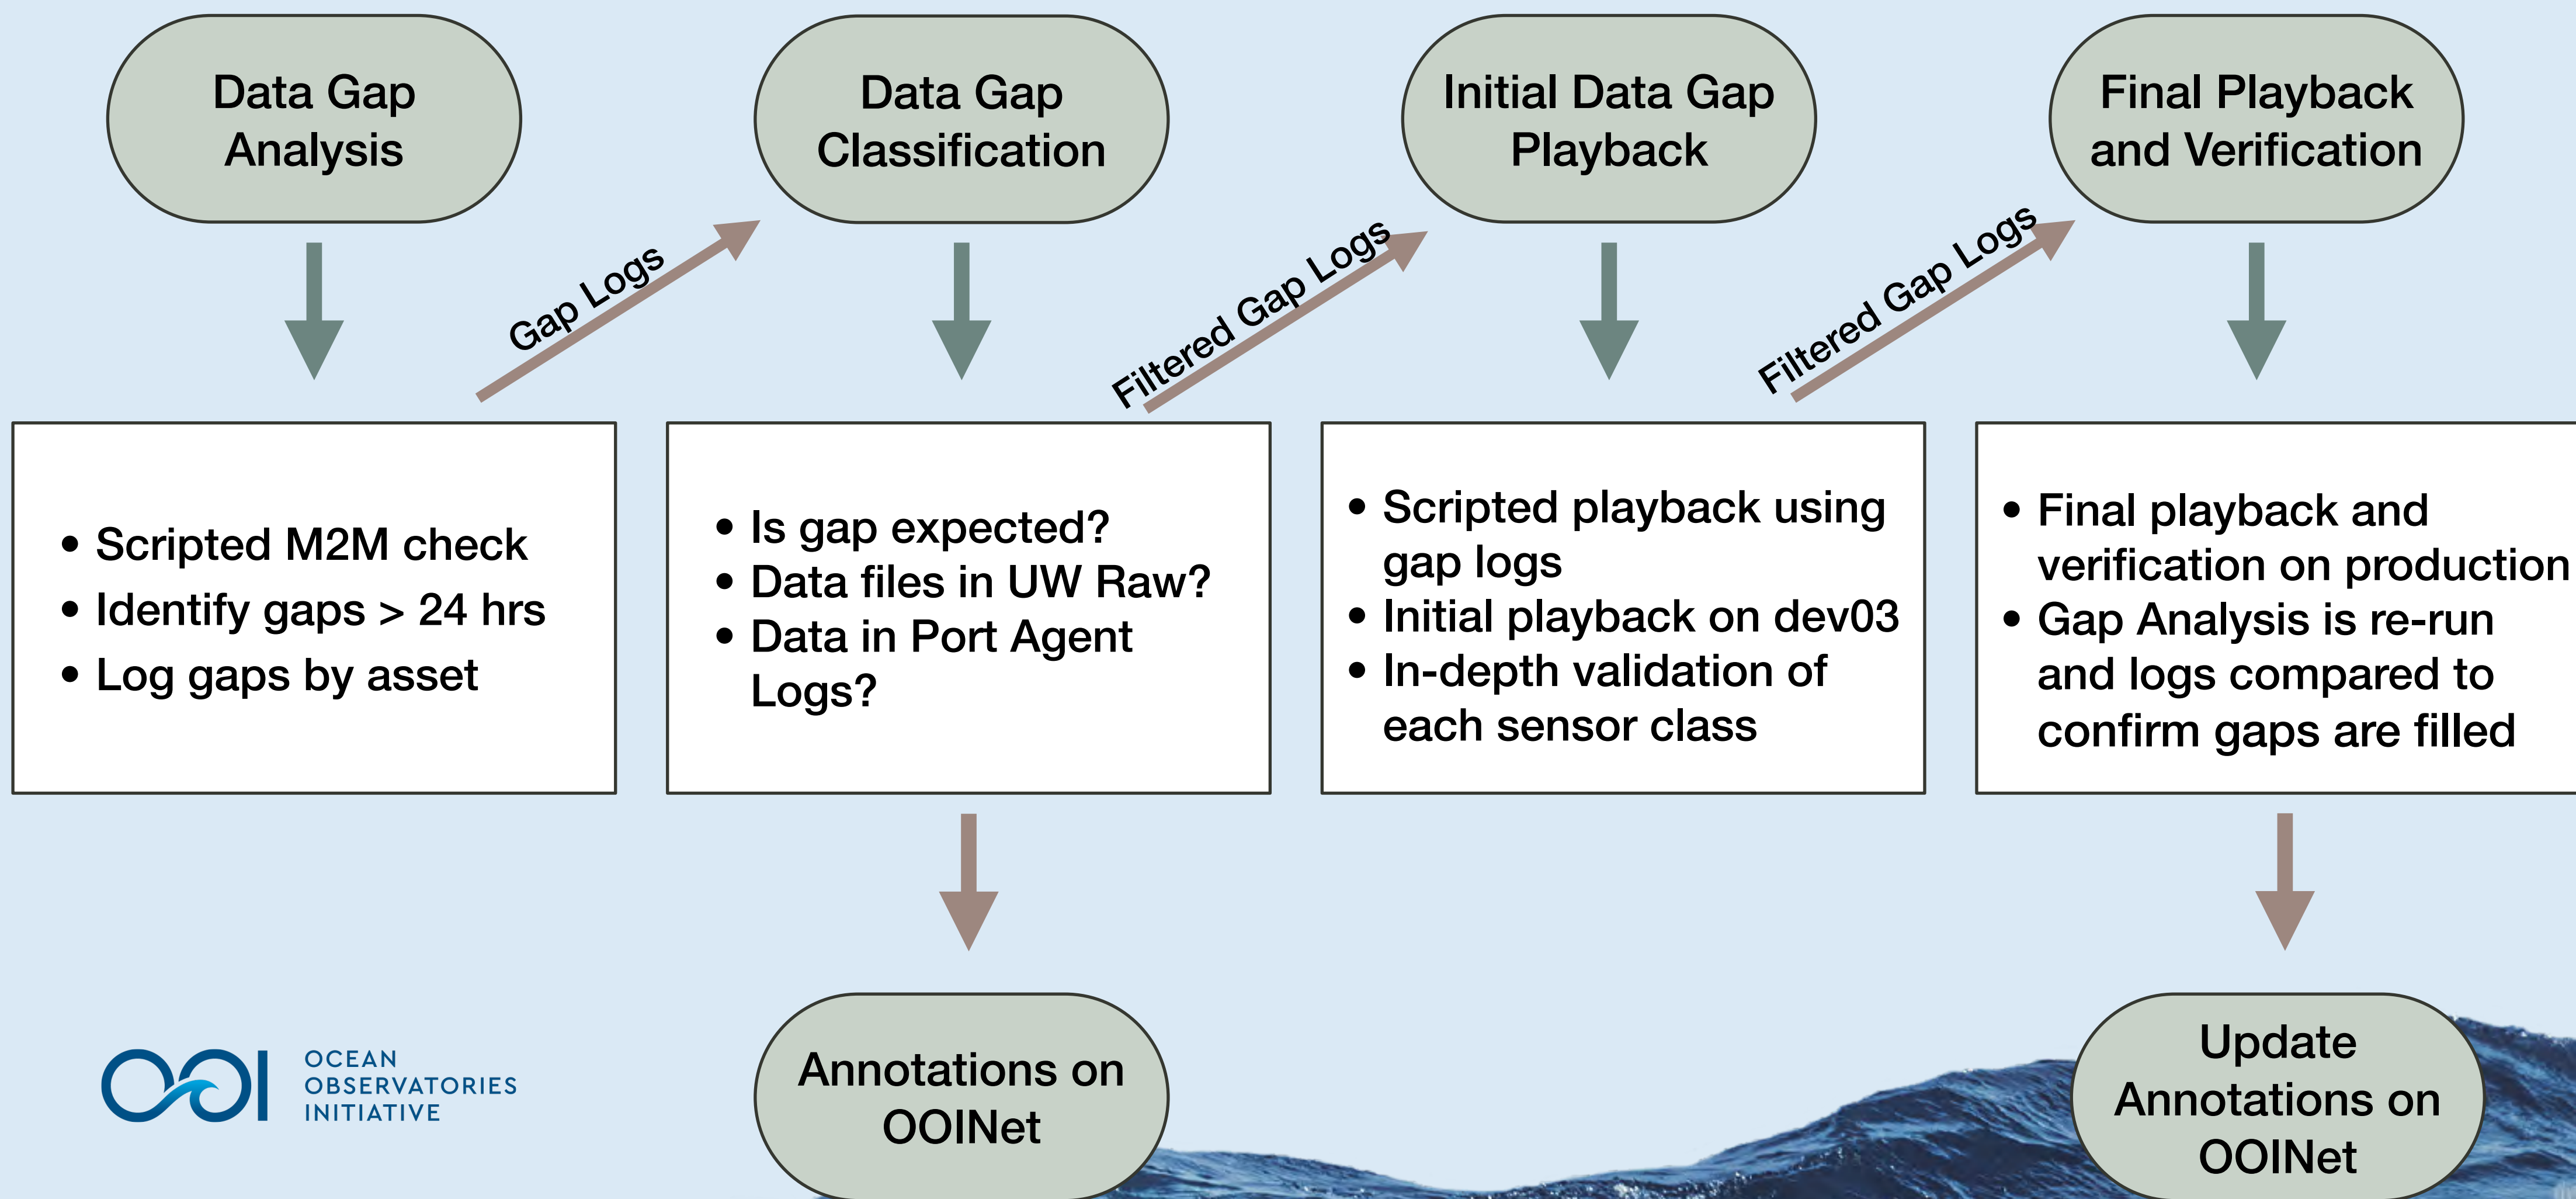 Data Gap
Analysis
Data Gap
Classification
Initial Data Gap
Playback
Final Playback
and Verification
Gap Logs
Filtered Gap Logs
Filtered Gap Logs
• Scripted M2M check
• Identify gaps > 24 hrs
• Log gaps by asset
• Is gap expected?
• Data files in UW Raw?
• Data in Port Agent
Logs?
• Scripted playback using
gap logs
• Initial playback on dev03
• In-depth validation of
each sensor class
• Final playback and
verification on production
• Gap Analysis is re-run
and logs compared to
confirm gaps are filled
OOI
OCEAN
OBSERVATORIES
INITIATIVE
Annotations on
OOINet
Update
Annotations on
OOINet